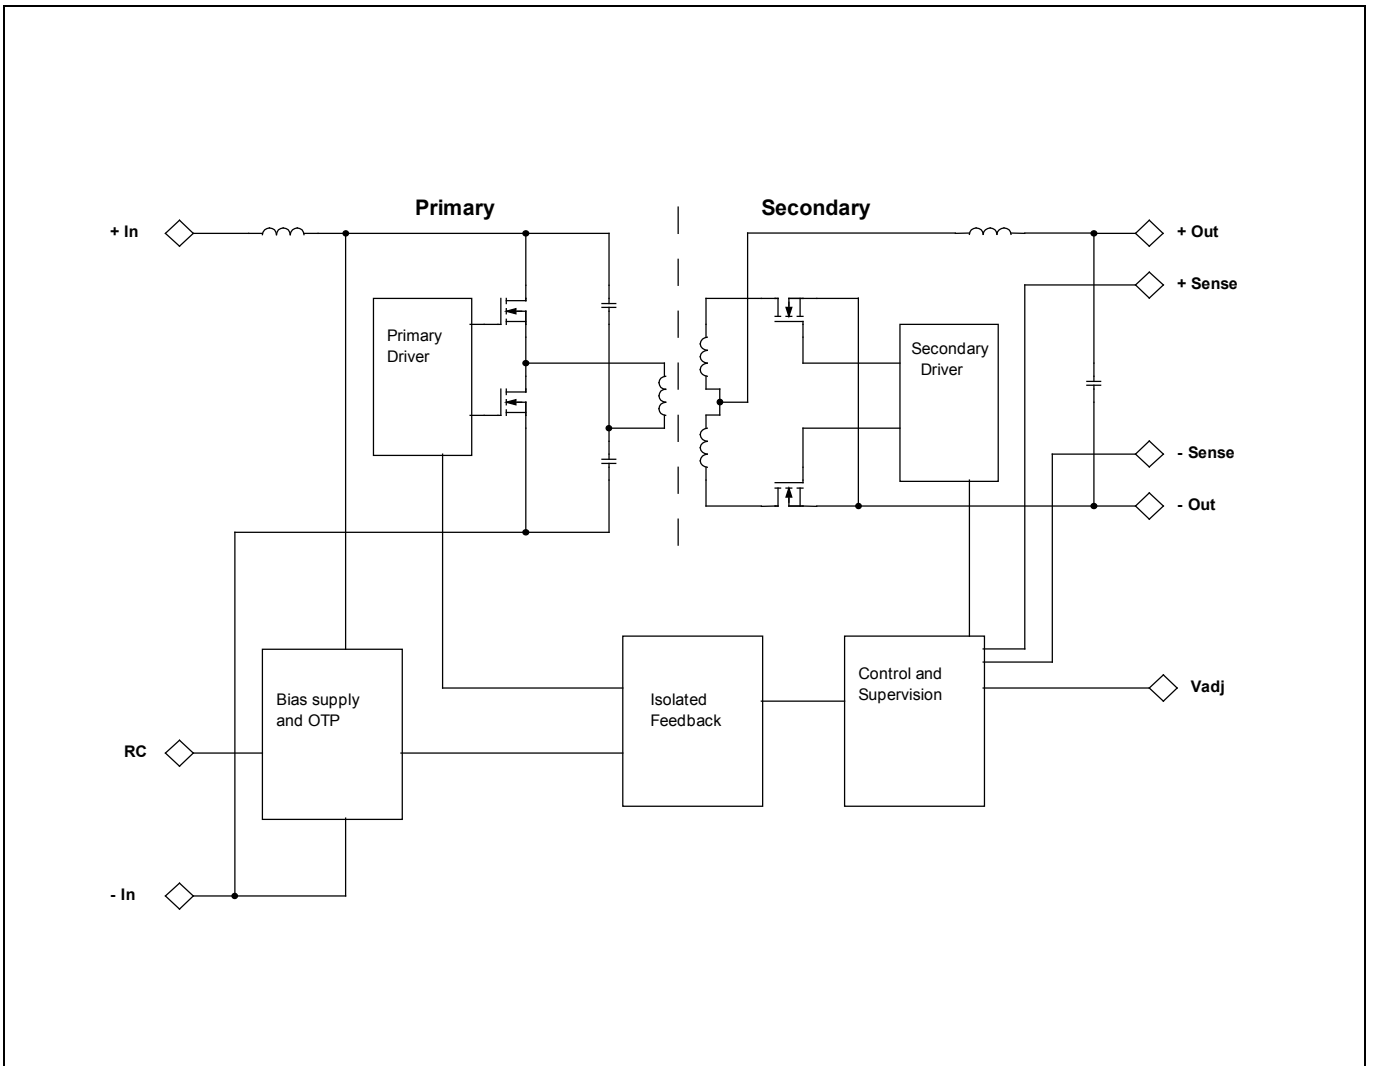 Primary
Secondary
+ In
+ Out
+ Sense
Primary
Driver
Secondary
Driver
- Sense
- Out
Bias supply
and OTP
Isolated
Feedback
Control and
Supervision
Vadj
RC
- In